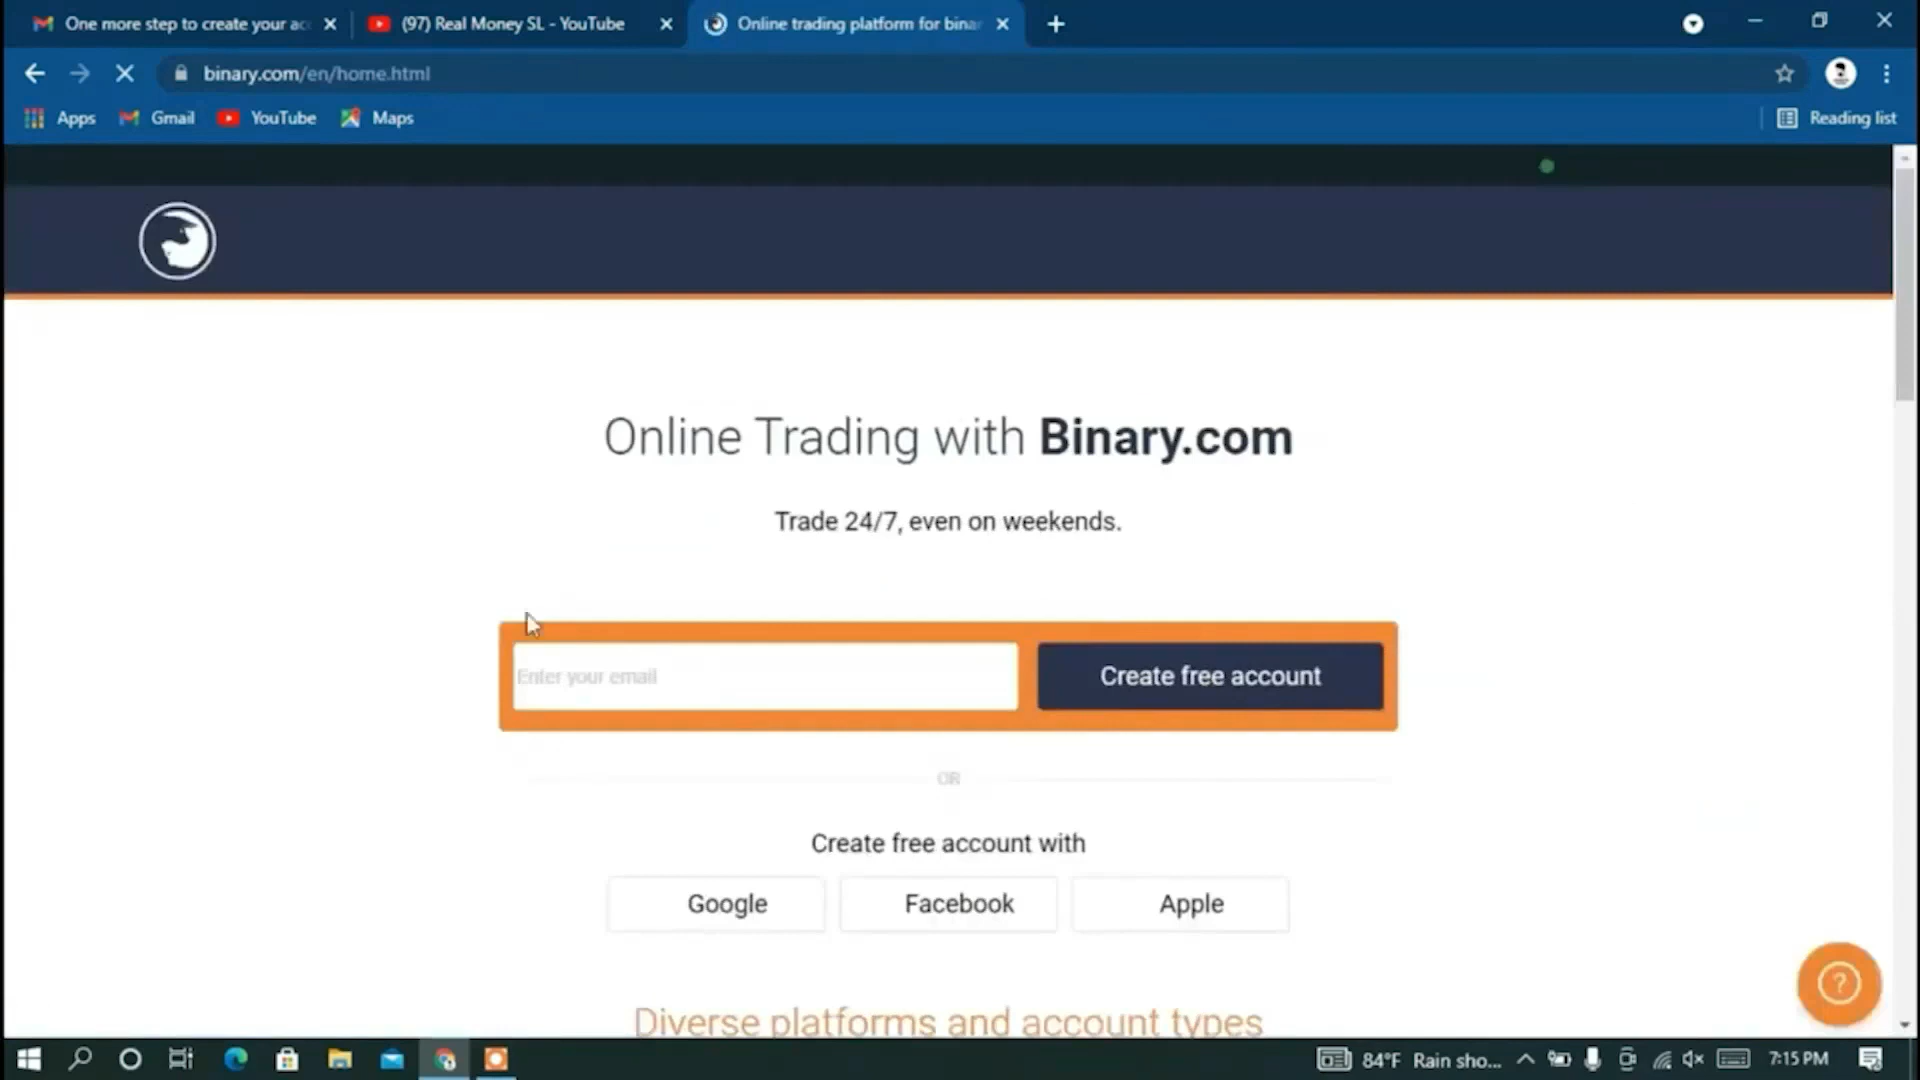 One more step to create your ac
(97) Real Money SL - YouTube
Online trading platform for bina
binary.com/en/home.html
Apps
Gmail
YouTube
Maps
Reading list
Online Trading with Binary.com
Trade 24/7, even on weekends.
Enter your email
Create free account
OR
Create free account with
Google
Facebook
Apple
Diverse platforms and account types
?
84°F Rain sho...
7:15 PM